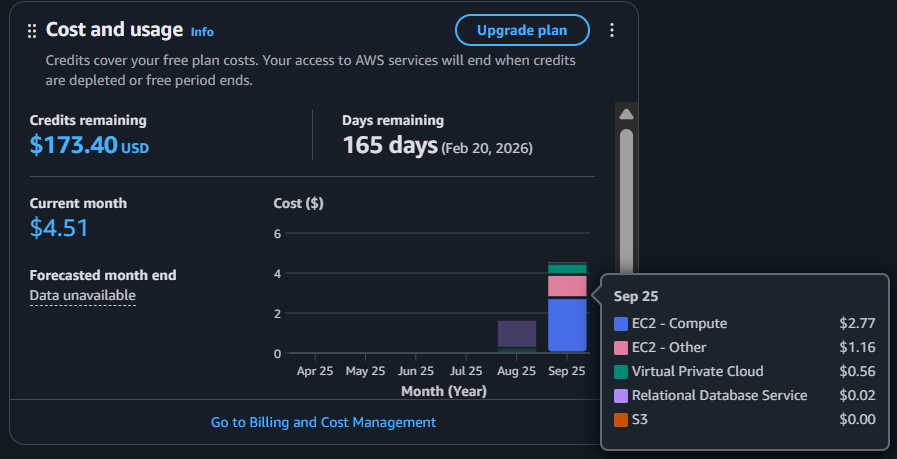 Cost and usage Info
Upgrade plan
Credits cover your free plan costs. Your access to AWS services will end when credits
are depleted or free period ends.
Credits remaining
$173.40 USD
Days remaining
165 days (Feb 20, 2026)
Current month
$4.51
Forecasted month end
Data unavailable
Cost ($)
6
4
2
0
Apr 25 May 25 Jun 25 Jul 25 Aug 25 Sep 25
Month (Year)
Sep 25
EC2 - Compute $2.77
EC2 - Other $1.16
Virtual Private Cloud $0.56
Relational Database Service $0.02
S3 $0.00
Go to Billing and Cost Management